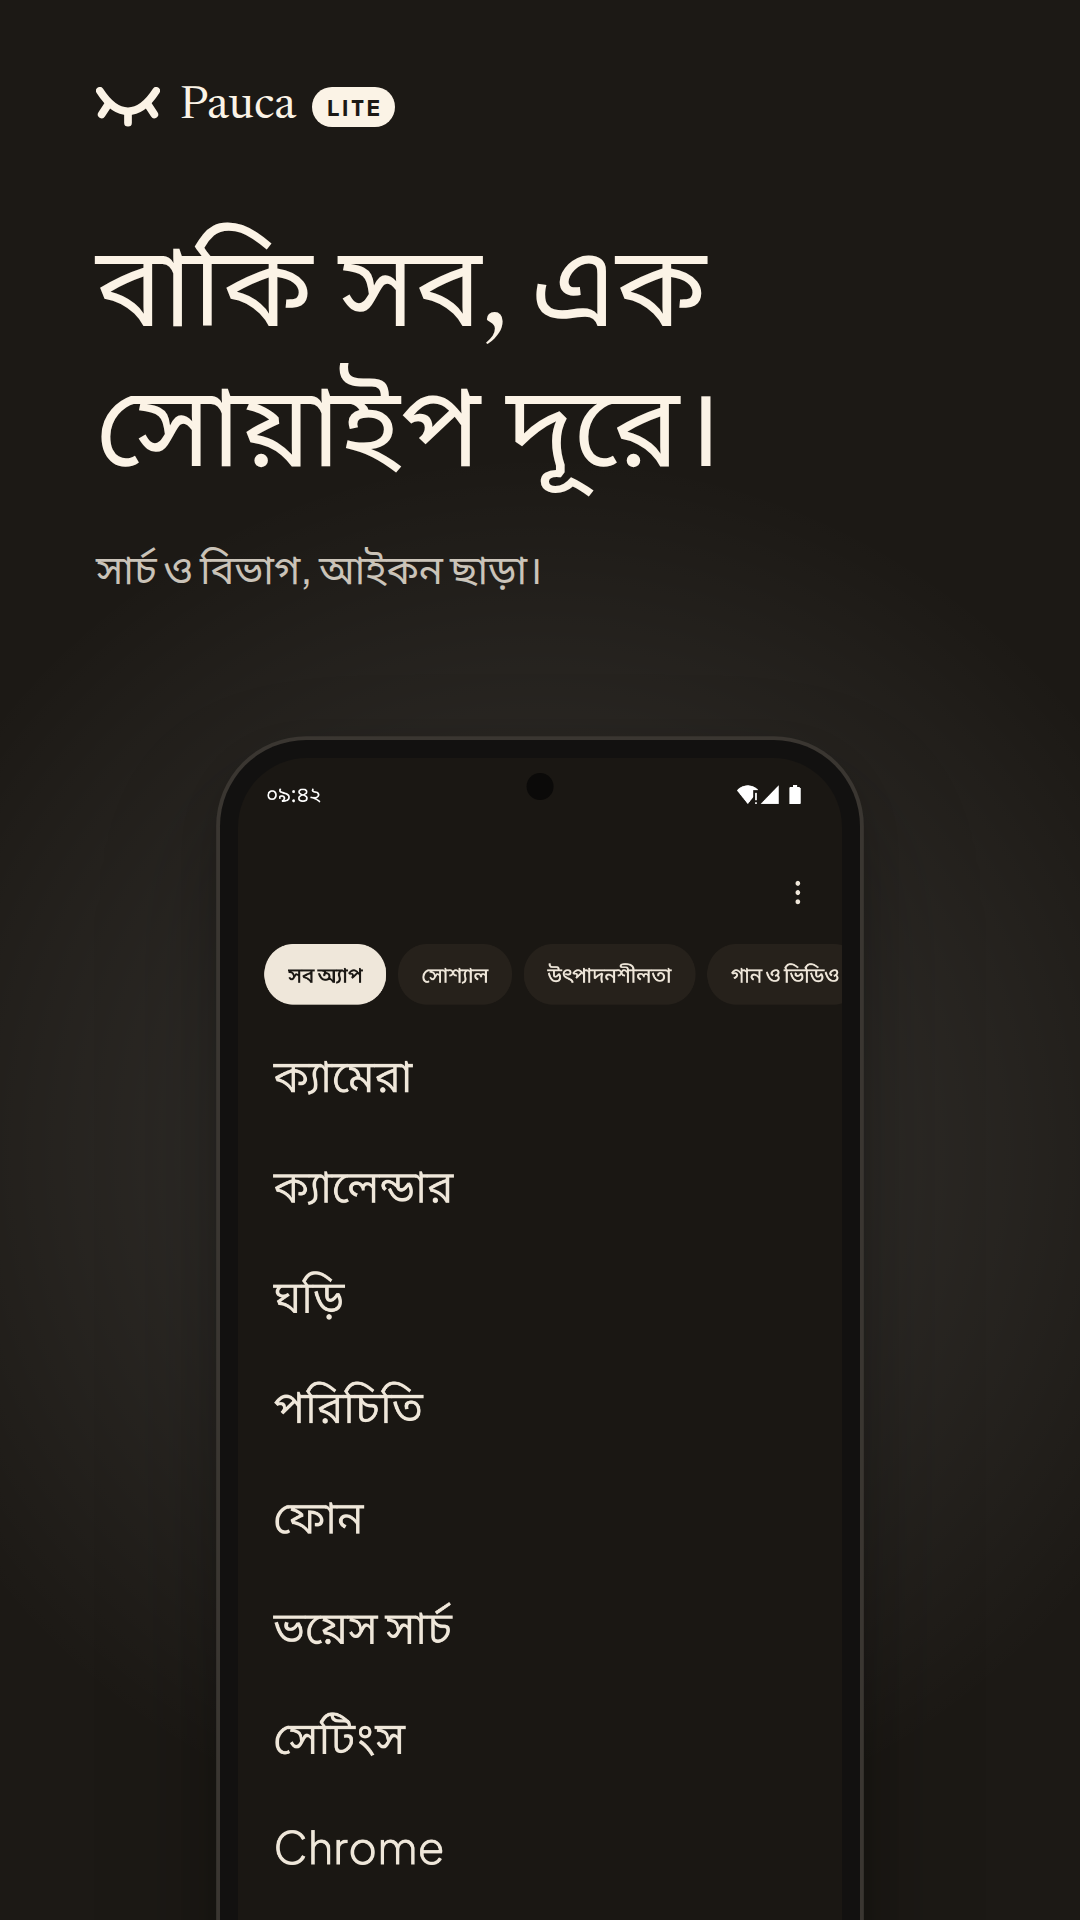 Pauca LITE
বাকি সব, এক
সোয়াইপ দূরে।
সার্চ ও বিভাগ, আইকন ছাড়া।
০৯:৪২
সব অ্যাপ সোশ্যাল উৎপাদনশীলতা গান ও ভিডিও
ক্যামেরা
ক্যালেন্ডার
ঘড়ি
পরিচিতি
ফোন
ভয়েস সার্চ
সেটিংস
Chrome